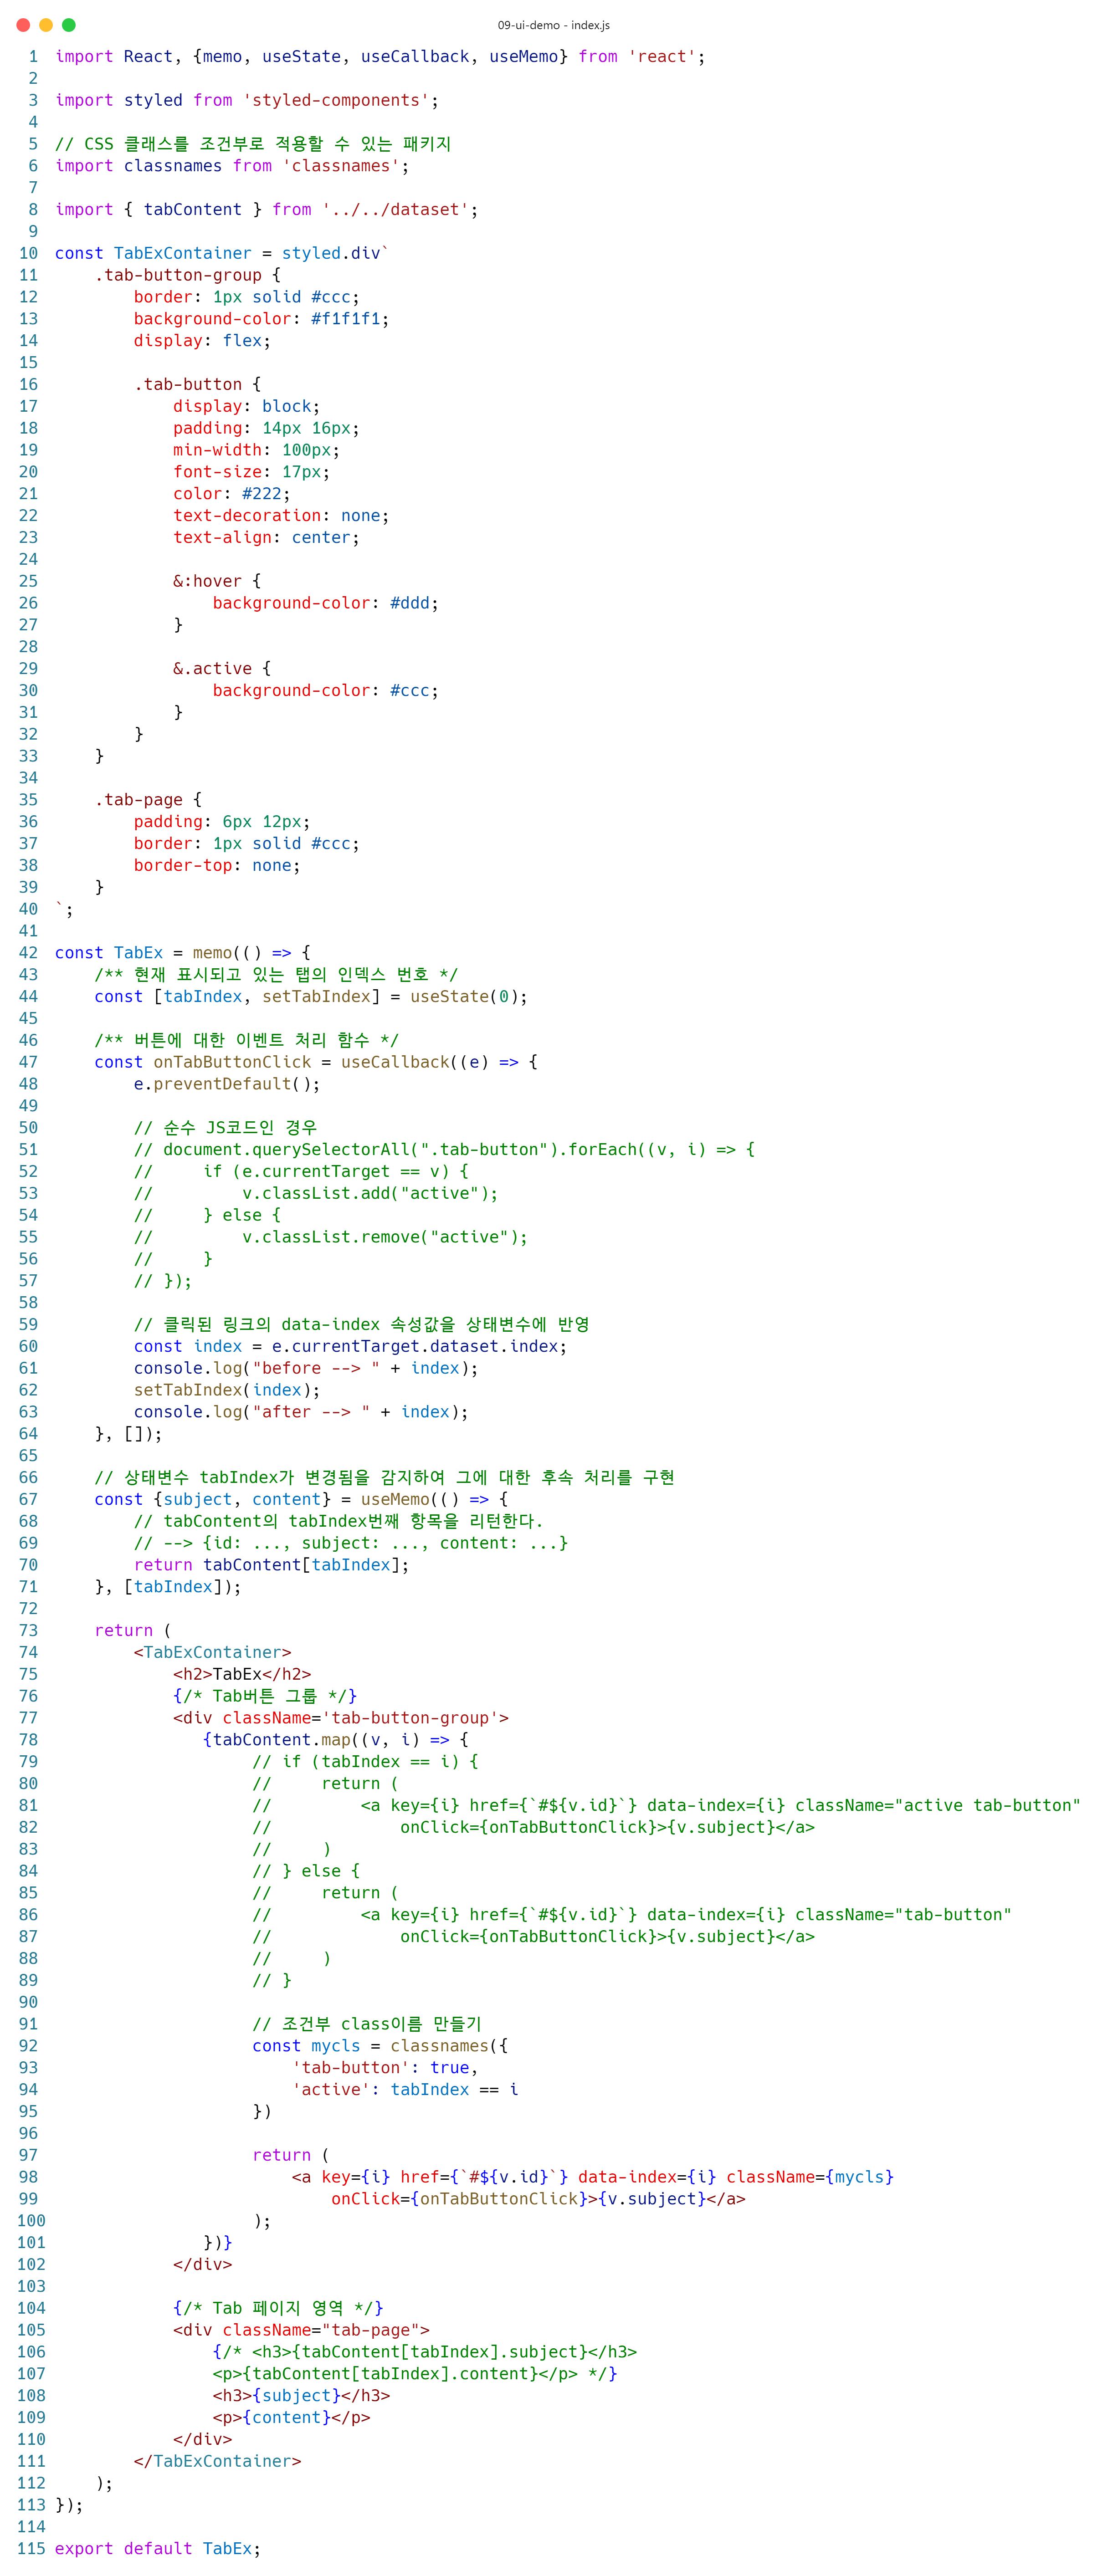 09-ui-demo - index.js
1 import React, {memo, useState, useCallback, useMemo} from 'react';
2
3 import styled from 'styled-components';
4
5 // CSS 클래스를 조건부로 적용할 수 있는 패키지
6 import classnames from 'classnames';
7
8 import { tabContent } from '../../dataset';
9
10 const TabExContainer = styled.div`
11     .tab-button-group {
12         border: 1px solid #ccc;
13         background-color: #f1f1f1;
14         display: flex;
15
16         .tab-button {
17             display: block;
18             padding: 14px 16px;
19             min-width: 100px;
20             font-size: 17px;
21             color: #222;
22             text-decoration: none;
23             text-align: center;
24
25             &:hover {
26                 background-color: #ddd;
27             }
28
29             &.active {
30                 background-color: #ccc;
31             }
32         }
33     }
34
35     .tab-page {
36         padding: 6px 12px;
37         border: 1px solid #ccc;
38         border-top: none;
39     }
40 `;
41
42 const TabEx = memo(() => {
43     /** 현재 표시되고 있는 탭의 인덱스 번호 */
44     const [tabIndex, setTabIndex] = useState(0);
45
46     /** 버튼에 대한 이벤트 처리 함수 */
47     const onTabButtonClick = useCallback((e) => {
48         e.preventDefault();
49
50         // 순수 JS코드인 경우
51         // document.querySelectorAll(".tab-button").forEach((v, i) => {
52         //     if (e.currentTarget == v) {
53         //         v.classList.add("active");
54         //     } else {
55         //         v.classList.remove("active");
56         //     }
57         // });
58
59         // 클릭된 링크의 data-index 속성값을 상태변수에 반영
60         const index = e.currentTarget.dataset.index;
61         console.log("before --> " + index);
62         setTabIndex(index);
63         console.log("after --> " + index);
64     }, []);
65
66     // 상태변수 tabIndex가 변경됨을 감지하여 그에 대한 후속 처리를 구현
67     const {subject, content} = useMemo(() => {
68         // tabContent의 tabIndex번째 항목을 리턴한다.
69         // --> {id: ..., subject: ..., content: ...}
70         return tabContent[tabIndex];
71     }, [tabIndex]);
72
73     return (
74         <TabExContainer>
75             <h2>TabEx</h2>
76             {/* Tab버튼 그룹 */}
77             <div className='tab-button-group'>
78                {tabContent.map((v, i) => {
79                     // if (tabIndex == i) {
80                     //     return (
81                     //         <a key={i} href={`#${v.id}`} data-index={i} className="active tab-button"
82                     //             onClick={onTabButtonClick}>{v.subject}</a>
83                     //     )
84                     // } else {
85                     //     return (
86                     //         <a key={i} href={`#${v.id}`} data-index={i} className="tab-button"
87                     //             onClick={onTabButtonClick}>{v.subject}</a>
88                     //     )
89                     // }
90
91                     // 조건부 class이름 만들기
92                     const mycls = classnames({
93                         'tab-button': true,
94                         'active': tabIndex == i
95                     })
96
97                     return (
98                         <a key={i} href={`#${v.id}`} data-index={i} className={mycls}
99                             onClick={onTabButtonClick}>{v.subject}</a>
100                     );
101                })}
102             </div>
103
104             {/* Tab 페이지 영역 */}
105             <div className="tab-page">
106                 {/* <h3>{tabContent[tabIndex].subject}</h3>
107                 <p>{tabContent[tabIndex].content}</p> */}
108                 <h3>{subject}</h3>
109                 <p>{content}</p>
110             </div>
111         </TabExContainer>
112     );
113 });
114
115 export default TabEx;